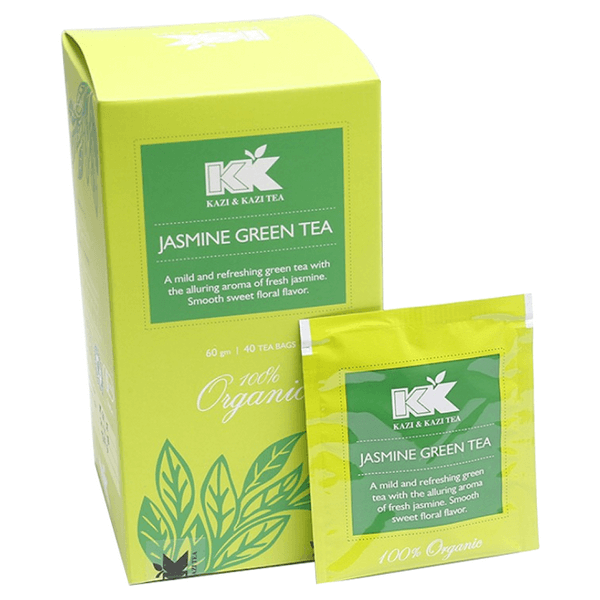 KK
KAZI & KAZI TEA
JASMINE GREEN TEA
A mild and refreshing green tea with
the alluring aroma of fresh jasmine.
Smooth sweet floral flavor.
60 gm | 40 TEA BAGS
100%
Organic
KAZI TEA
KK
KAZI & KAZI TEA
JASMINE GREEN TEA
A mild and refreshing green
tea with the alluring aroma
of fresh jasmine. Smooth
sweet floral flavor.
100% Organic